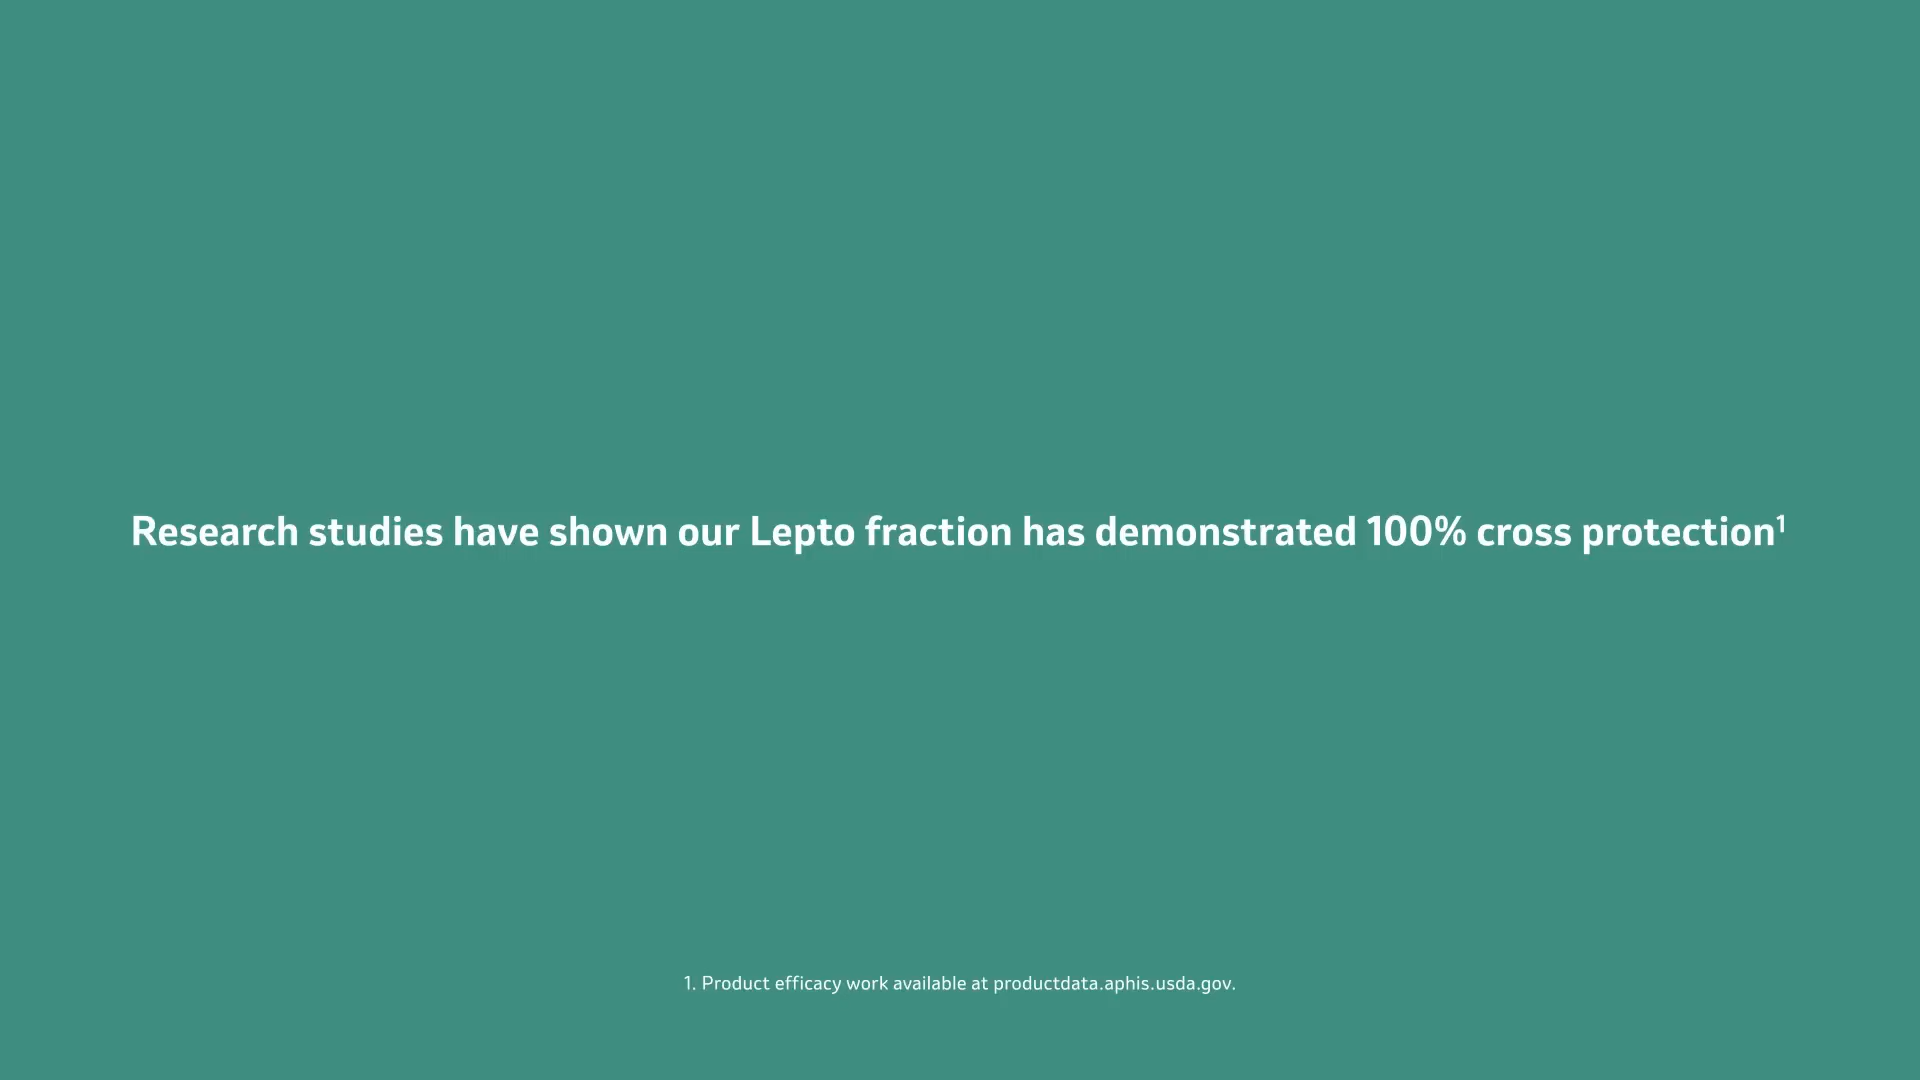 Research studies have shown our Lepto fraction has demonstrated 100% cross protection¹
1. Product efficacy work available at productdata.aphis.usda.gov.